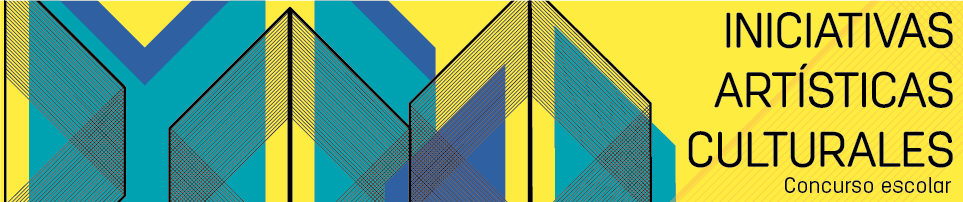 INICIATIVAS
ARTÍSTICAS
CULTURALES
Concurso escolar